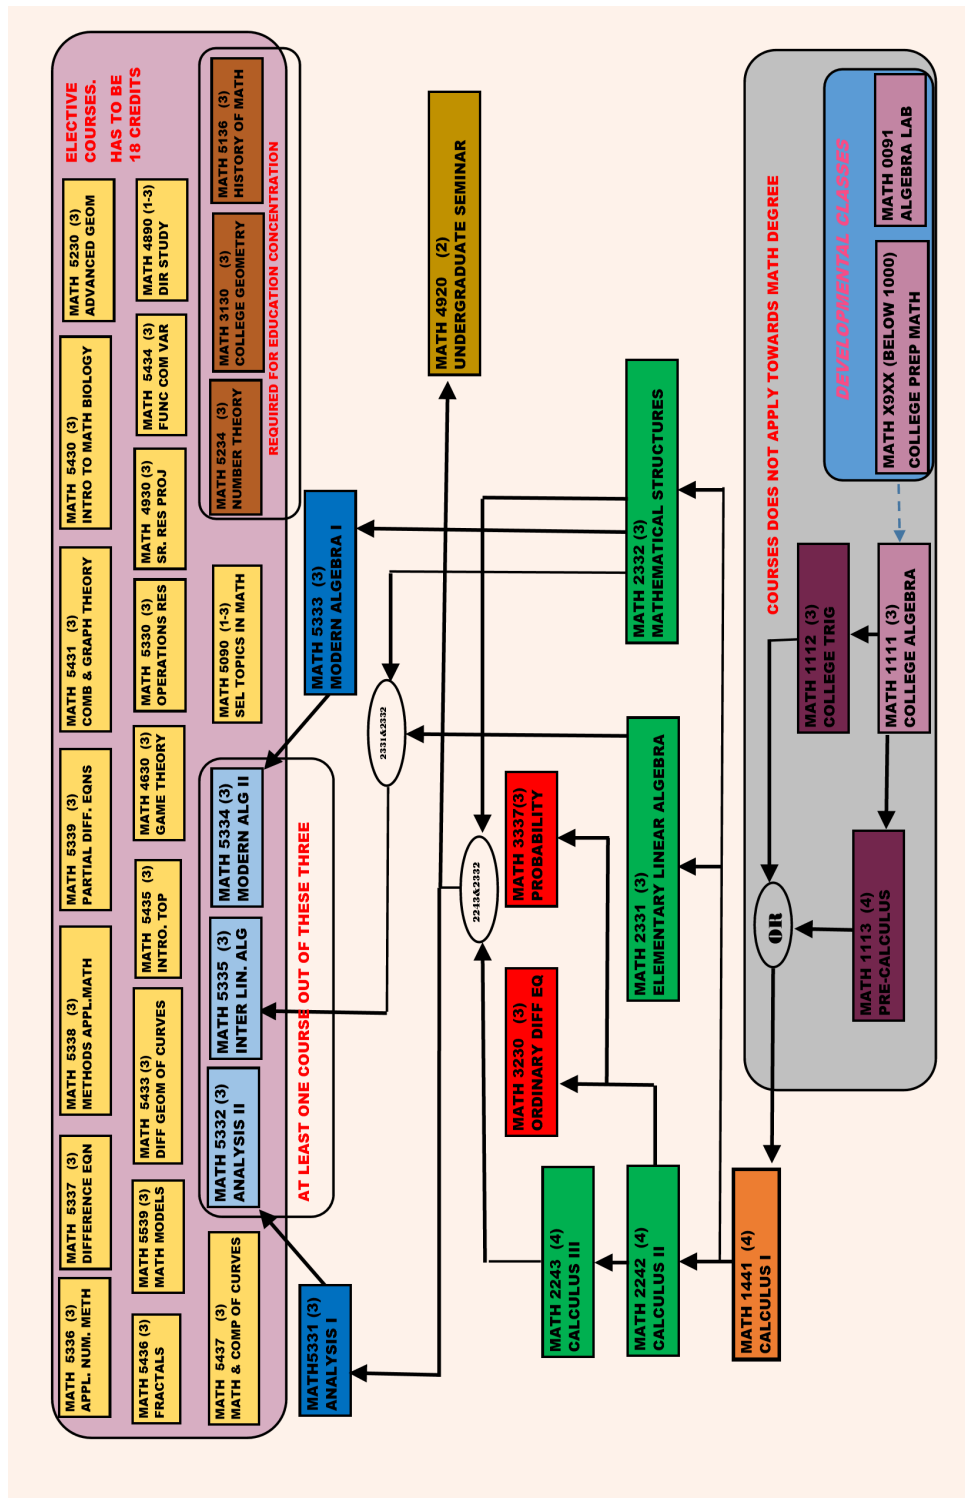 ELECTIVE
COURSES.
HAS TO BE
18 CREDITS
MATH 5336 (3)
APPL. NUM. METH
MATH 5337 (3)
DIFFERENCE EQN
MATH 5338 (3)
METHODS APPL.MATH
MATH 5339 (3)
PARTIAL DIFF. EQNS
MATH 5431 (3)
COMB & GRAPH THEORY
MATH 5430 (3)
INTRO TO MATH BIOLOGY
MATH 5230 (3)
ADVANCED GEOM
MATH 5436 (3)
FRACTALS
MATH 5539 (3)
MATH MODELS
MATH 5433 (3)
DIFF GEOM OF CURVES
MATH 5435 (3)
INTRO. TOP
MATH 4630 (3)
GAME THEORY
MATH 5330 (3)
OPERATIONS RES
MATH 4930 (3)
SR. RES PROJ
MATH 5434 (3)
FUNC COM VAR
MATH 4890 (1-3)
DIR STUDY
MATH 5437 (3)
MATH & COMP OF CURVES
MATH 5332 (3)
ANALYSIS II
MATH 5335 (3)
INTER LIN. ALG
MATH 5334 (3)
MODERN ALG II
MATH 5090 (1-3)
SEL TOPICS IN MATH
MATH 5234 (3)
NUMBER THEORY
MATH 3130 (3)
COLLEGE GEOMETRY
MATH 5136 (3)
HISTORY OF MATH
REQUIRED FOR EDUCATION CONCENTRATION
AT LEAST ONE COURSE OUT OF THESE THREE
MATH5331 (3)
ANALYSIS I
MATH 5333 (3)
MODERN ALGEBRA I
2331&2332
MATH 4920 (2)
UNDERGRADUATE SEMINAR
2243&2332
MATH 3230 (3)
ORDINARY DIFF EQ
MATH 3337(3)
PROBABILITY
MATH 2243 (4)
CALCULUS III
MATH 2242 (4)
CALCULUS II
MATH 2331 (3)
ELEMENTARY LINEAR ALGEBRA
MATH 2332 (3)
MATHEMATICAL STRUCTURES
MATH 1441 (4)
CALCULUS I
COURSES DOES NOT APPLY TOWARDS MATH DEGREE
OR
MATH 1112 (3)
COLLEGE TRIG
MATH 1113 (4)
PRE-CALCULUS
MATH 1111 (3)
COLLEGE ALGEBRA
DEVELOPMENTAL CLASSES
MATH X9XX (BELOW 1000)
COLLEGE PREP MATH
MATH 0091
ALGEBRA LAB